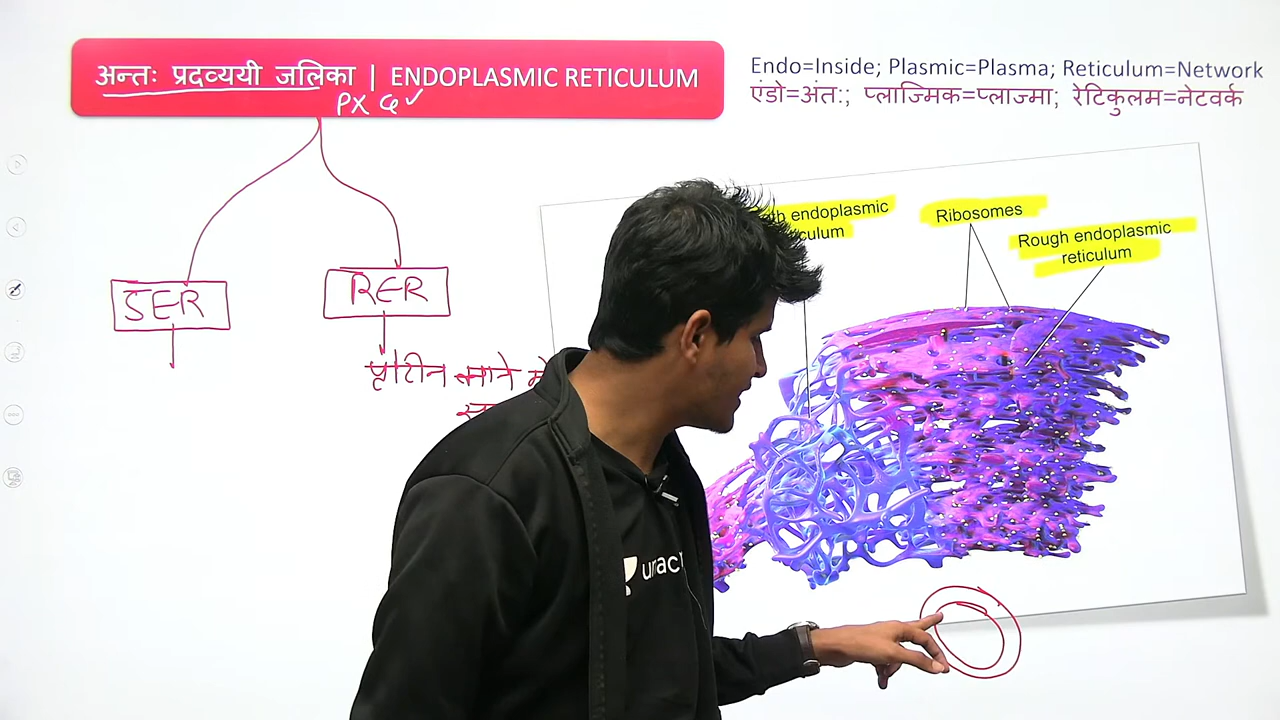 अन्तः प्रदव्ययी जलिका | ENDOPLASMIC RETICULUM
Endo=Inside; Plasmic=Plasma; Reticulum=Network
एंडो=अंत:; प्लाज्मिक=प्लाज्मा; रेटिकुलम=नेटवर्क
SER
RER
endoplasmic
Ribosomes
Rough endoplasmic
reticulum
प्रोटीन